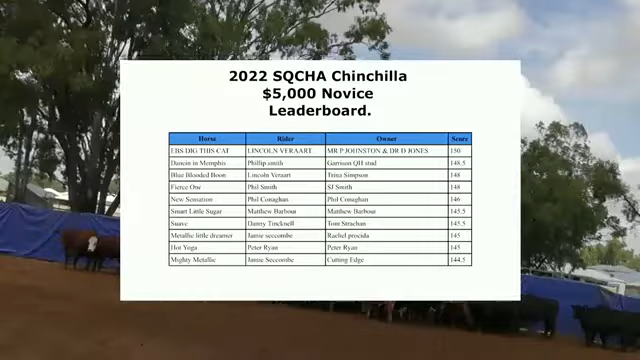 2022 SQCHA Chinchilla
$5,000 Novice
Leaderboard.
Horse Rider Owner Score
EBS DIG THIS CAT LINCOLN VERAART MR P JOHNSTON & DR D JONES 150
Dancin in Memphis Phillip smith Garrison QH stud 148.5
Blue Blooded Boon Lincoln Veraart Trina Simpson 148
Fierce One Phil Smith SJ Smith 148
New Sensation Phil Conaghan Phil Conaghan 146
Smart Little Sugar Matthew Barbour Matthew Barbour 145.5
Suave Danny Tincknell Tom Strachan 145.5
Metallic little dreamer Jamie seccombe Rachel procida 145
Hot Yoga Peter Ryan Peter Ryan 145
Mighty Metallic Jamie Seccombe Cutting Edge 144.5